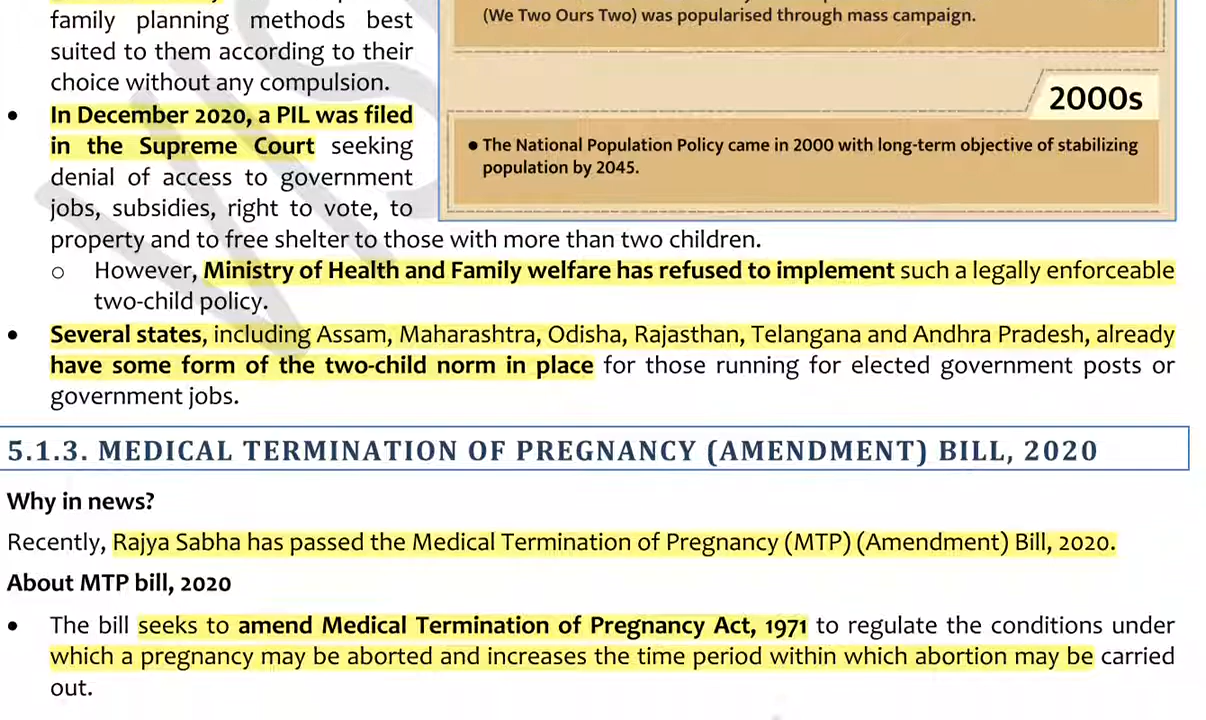 family planning methods best
suited to them according to their
choice without any compulsion.
• In December 2020, a PIL was filed
in the Supreme Court seeking
denial of access to government
jobs, subsidies, right to vote, to
property and to free shelter to those with more than two children.
(We Two Ours Two) was popularised through mass campaign.
2000s
• The National Population Policy came in 2000 with long-term objective of stabilizing
population by 2045.
o However, Ministry of Health and Family welfare has refused to implement such a legally enforceable
two-child policy.
• Several states, including Assam, Maharashtra, Odisha, Rajasthan, Telangana and Andhra Pradesh, already
have some form of the two-child norm in place for those running for elected government posts or
government jobs.
5.1.3. MEDICAL TERMINATION OF PREGNANCY (AMENDMENT) BILL, 2020
Why in news?
Recently, Rajya Sabha has passed the Medical Termination of Pregnancy (MTP) (Amendment) Bill, 2020.
About MTP bill, 2020
• The bill seeks to amend Medical Termination of Pregnancy Act, 1971 to regulate the conditions under
which a pregnancy may be aborted and increases the time period within which abortion may be carried
out.